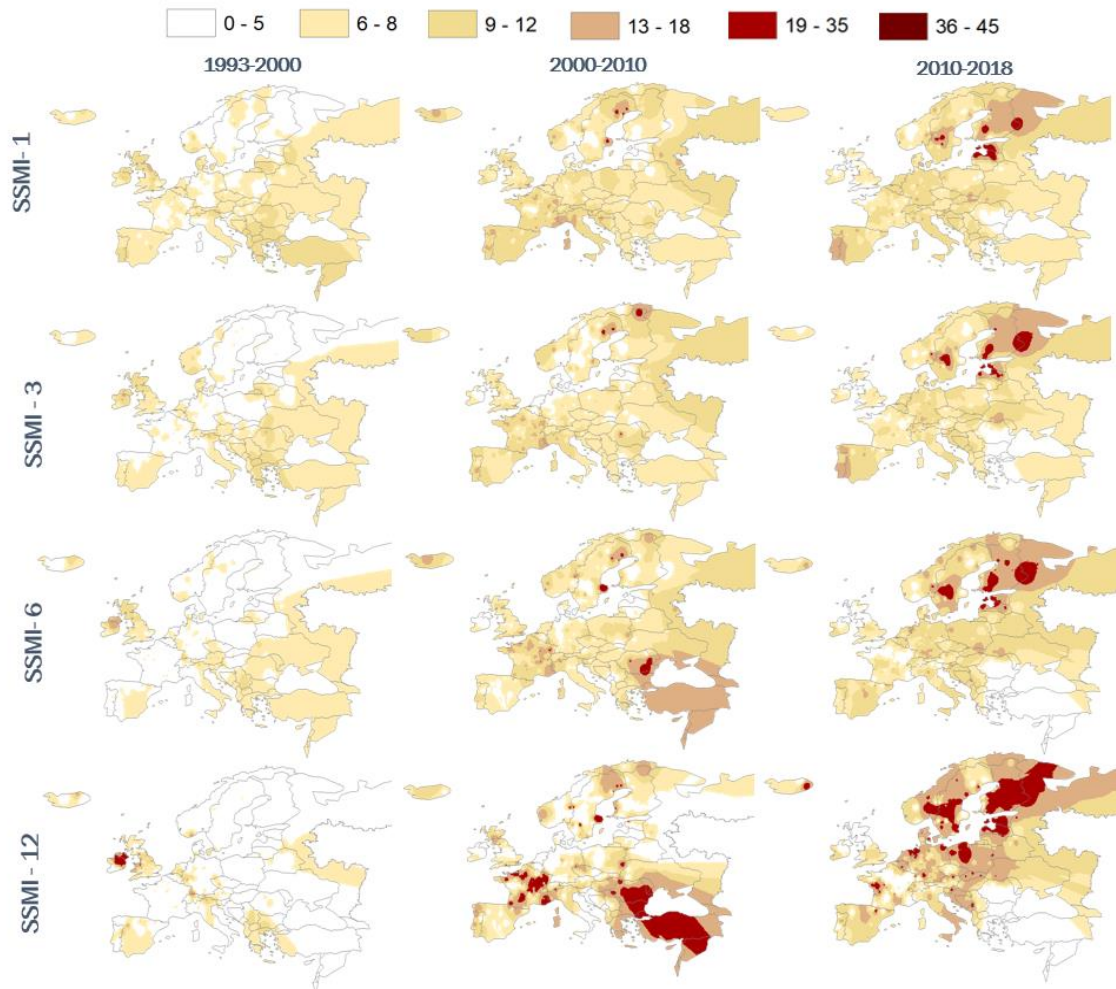 0 - 5 6 - 8 9 - 12 13 - 18 19 - 35 36 - 45
1993-2000 2000-2010 2010-2018
SSMI- 1
SSMI - 3
SSMI- 6
SSMI - 12